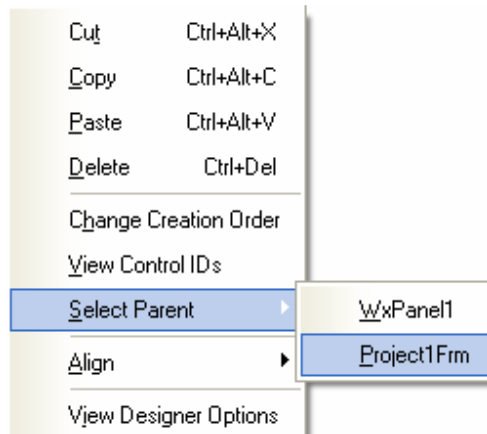 Cut Ctrl+Alt+X
Copy Ctrl+Alt+C
Paste Ctrl+Alt+V
Delete Ctrl+Del
Change Creation Order
View Control IDs
Select Parent
WxPanel1
Project1Frm
Align
View Designer Options